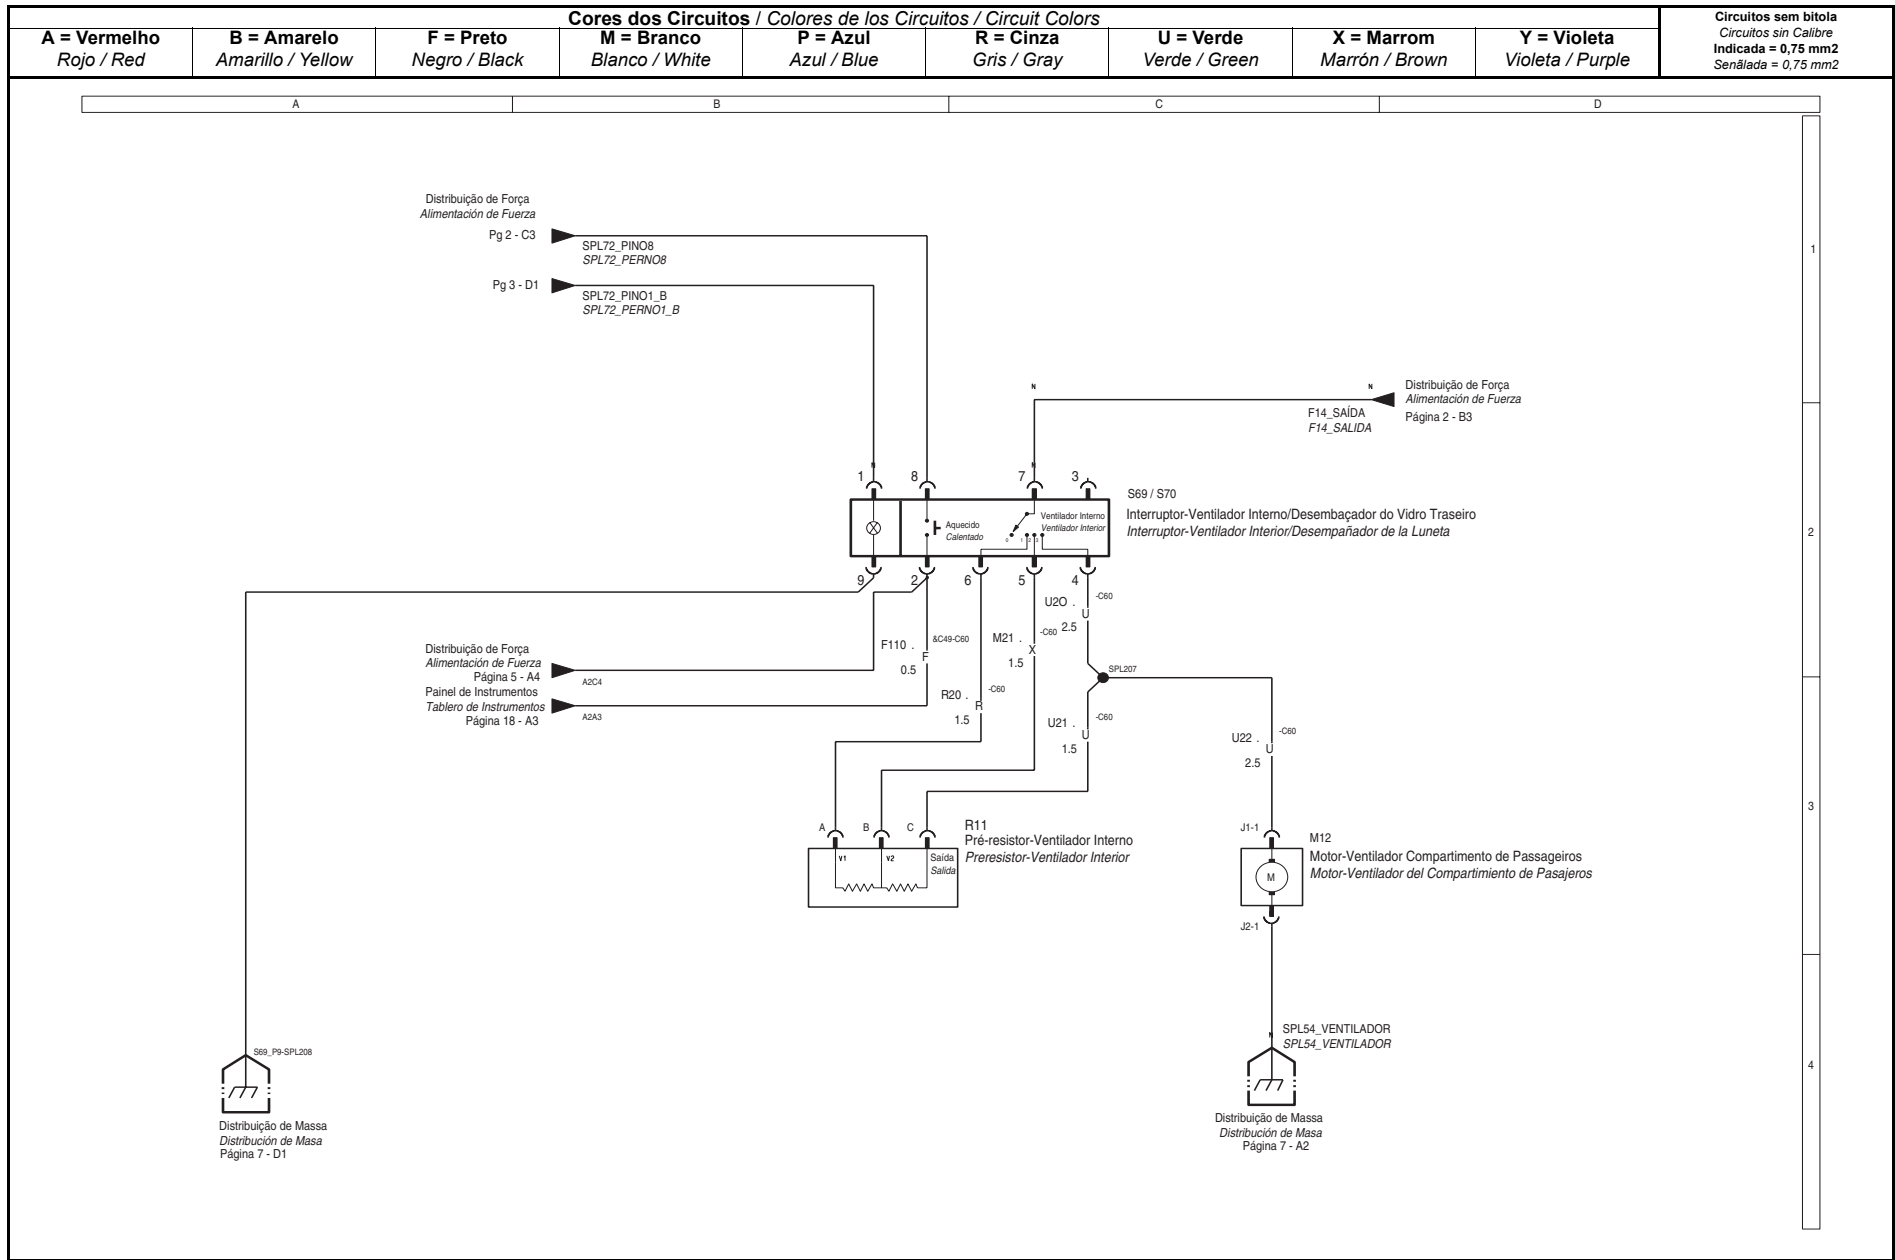 Cores dos Circuitos / Colores de los Circuitos / Circuit Colors
A = Vermelho
Rojo / Red
B = Amarelo
Amarillo / Yellow
F = Preto
Negro / Black
M = Branco
Blanco / White
P = Azul
Azul / Blue
R = Cinza
Gris / Gray
U = Verde
Verde / Green
X = Marrom
Marrón / Brown
Y = Violeta
Violeta / Purple
Circuitos sem bitola
Circuitos sin Calibre
Indicada = 0,75 mm2
Senãlada = 0,75 mm2
A
B
C
D
1
2
3
4
Distribuição de Força
Alimentación de Fuerza
Pg 2 - C3
SPL72_PINO8
SPL72_PERNO8
Pg 3 - D1
SPL72_PINO1_B
SPL72_PERNO1_B
N
N
Distribuição de Força
Alimentación de Fuerza
Página 2 - B3
F14_SAÍDA
F14_SALIDA
N
N
1
8
7
3
S69 / S70
Interruptor-Ventilador Interno/Desembaçador do Vidro Traseiro
Interruptor-Ventilador Interior/Desempañador de la Luneta
Aquecido
Calentado
Ventilador Interno
Ventilador Interior
0 1 2 3
9
2
6
5
4
U2O .
-C60
U
2.5
F110 .
&C49-C60
F
0.5
M21 .
-C60
X
1.5
SPL207
Distribuição de Força
Alimentación de Fuerza
Página 5 - A4
A2C4
Painel de Instrumentos
Tablero de Instrumentos
Página 18 - A3
A2A3
R20 .
-C60
R
1.5
U21 .
-C60
U
1.5
U22 .
-C60
U
2.5
A
B
C
V1
V2
Saída
Salida
R11
Pré-resistor-Ventilador Interno
Preresistor-Ventilador Interior
J1-1
M
J2-1
M12
Motor-Ventilador Compartimento de Passageiros
Motor-Ventilador del Compartimiento de Pasajeros
S69_P9-SPL208
Distribuição de Massa
Distribución de Masa
Página 7 - D1
N
SPL54_VENTILADOR
SPL54_VENTILADOR
Distribuição de Massa
Distribución de Masa
Página 7 - A2